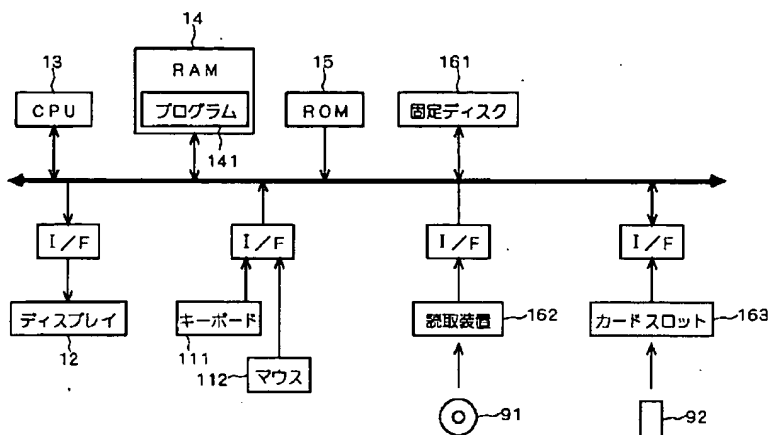 14
13
RAM
15
161
CPU
プログラム
ROM
固定ディスク
141
I/F
I/F
I/F
I/F
ディスプレイ
キーボード
読取装置
162
カードスロット
163
12
111
112
マウス
91
92